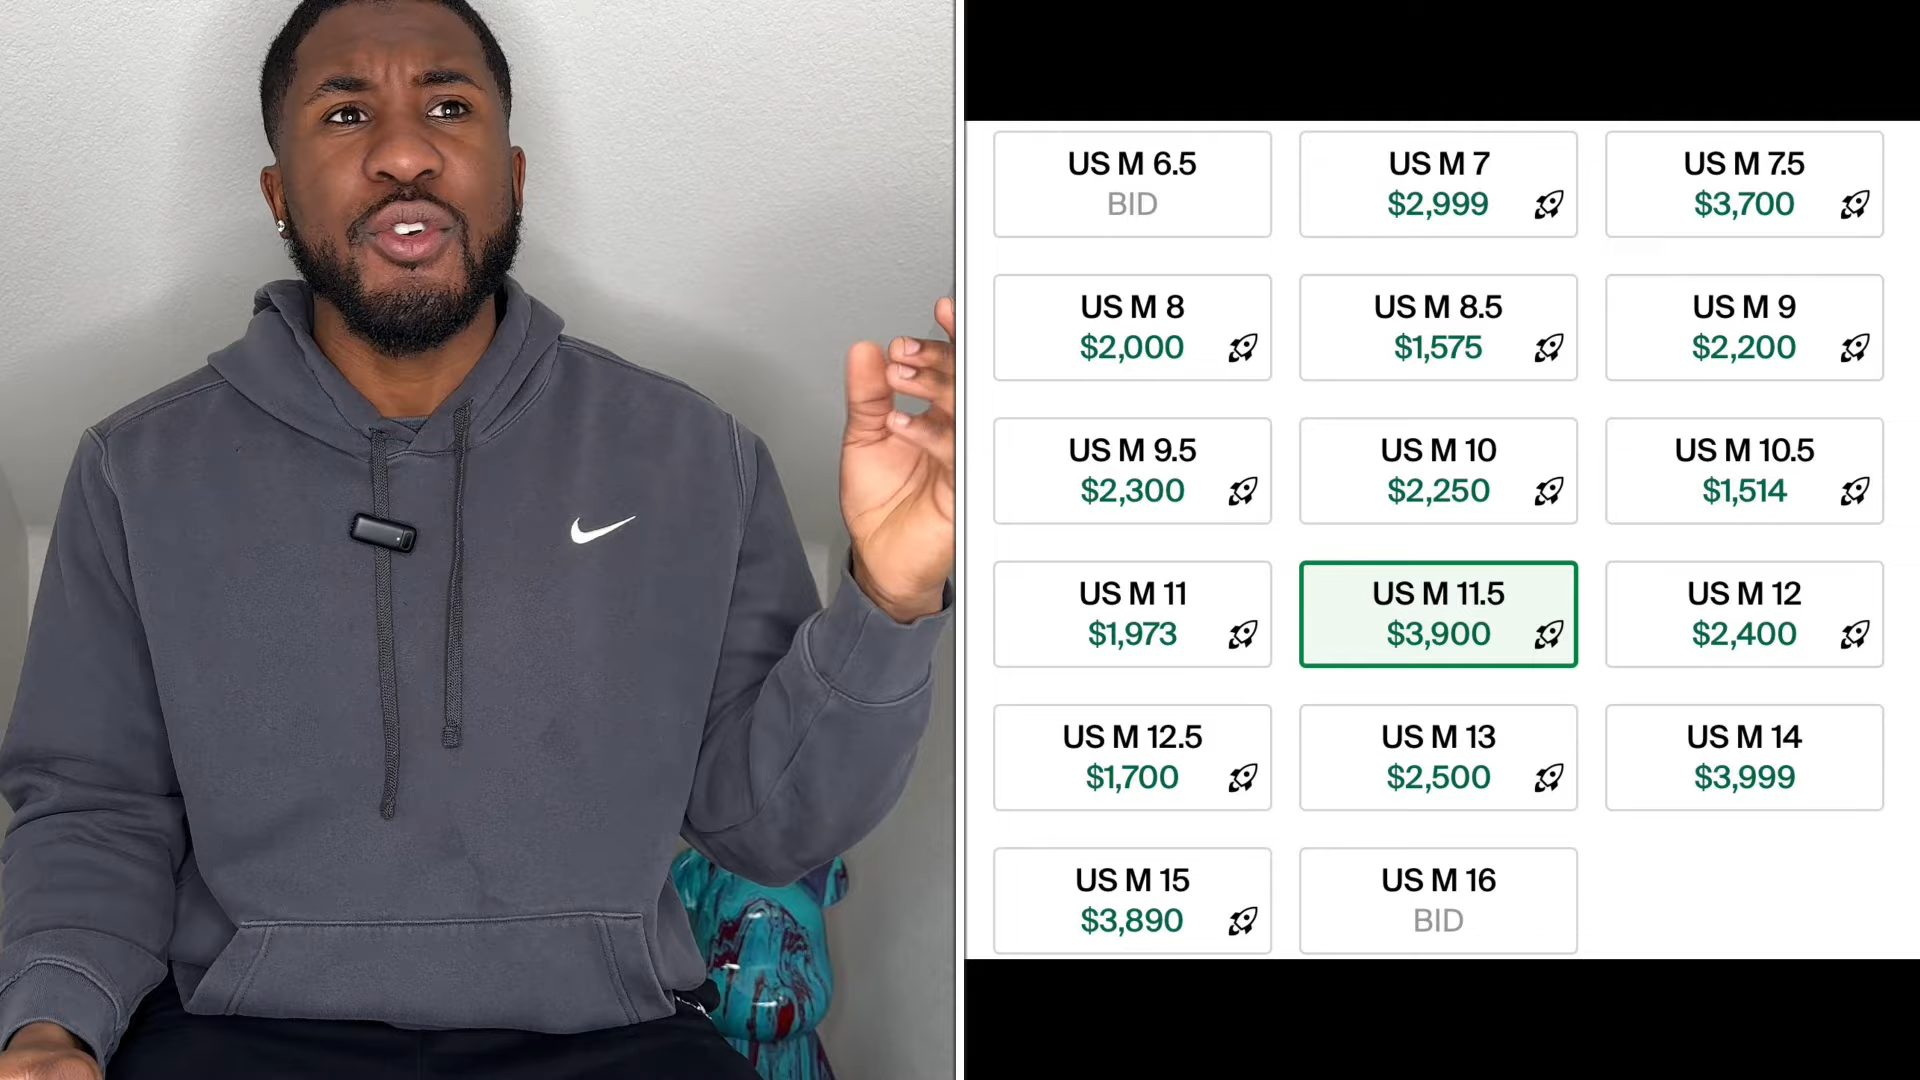 US M 6.5
BID
US M 7
$2,999
US M 7.5
$3,700
US M 8
$2,000
US M 8.5
$1,575
US M 9
$2,200
US M 9.5
$2,300
US M 10
$2,250
US M 10.5
$1,514
US M 11
$1,973
US M 11.5
$3,900
US M 12
$2,400
US M 12.5
$1,700
US M 13
$2,500
US M 14
$3,999
US M 15
$3,890
US M 16
BID